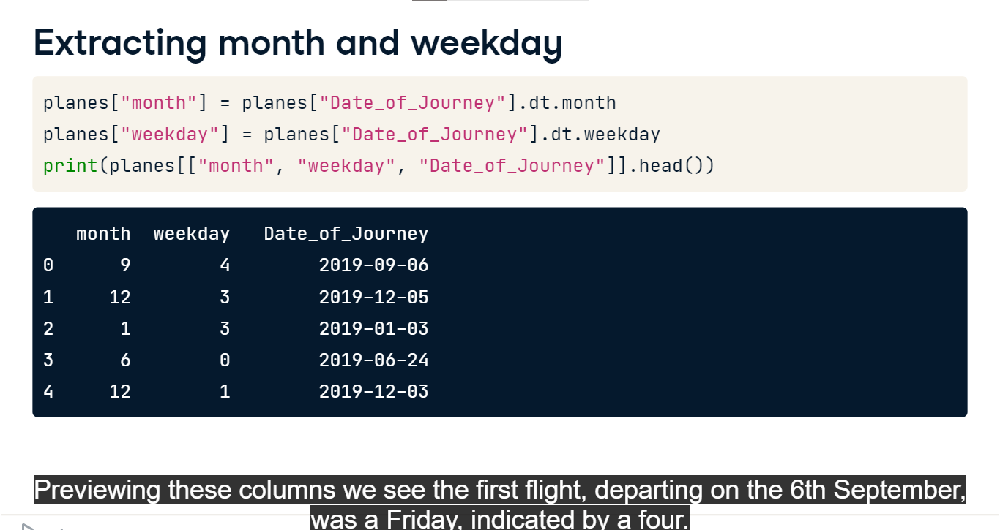 Extracting month and weekday
planes["month"] = planes["Date_of_Journey"].dt.month
planes["weekday"] = planes["Date_of_Journey"].dt.weekday
print(planes[["month", "weekday", "Date_of_Journey"]].head())
month weekday Date_of_Journey
0 9 4 2019-09-06
1 12 3 2019-12-05
2 1 3 2019-01-03
3 6 0 2019-06-24
4 12 1 2019-12-03
Previewing these columns we see the first flight, departing on the 6th September,
was a Friday, indicated by a four.